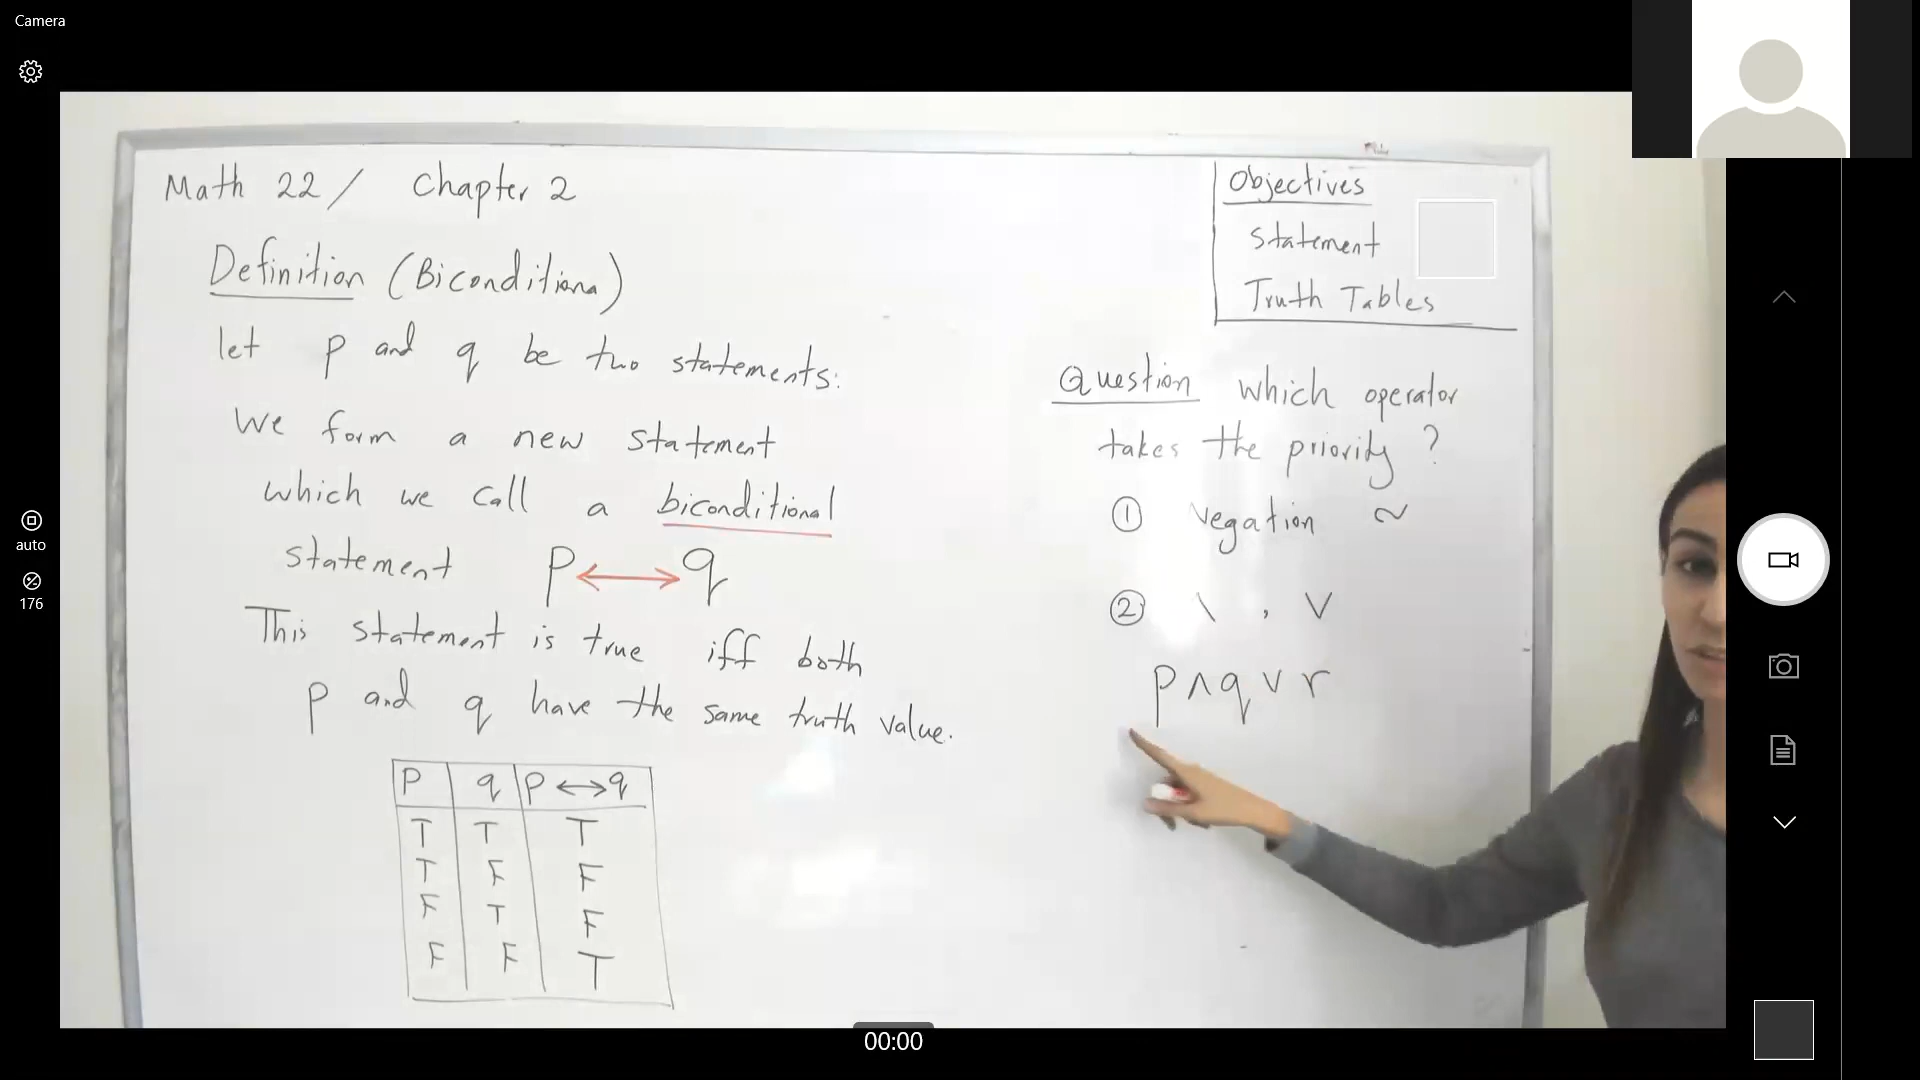 Camera
Math 22 / Chapter 2
Definition (Biconditional)
let p and q be two statements:
We form a new statement
which we call a biconditional
statement p ↔ q
This statement is true iff both
p and q have the same truth value.
p q p ↔ q
T T T
T F F
F T F
F F T
Objectives
Statement
Truth Tables
Question which operator
takes the priority ?
① Negation ~
② \ , ∨
p ∧ q ∨ r
auto
176
00:00